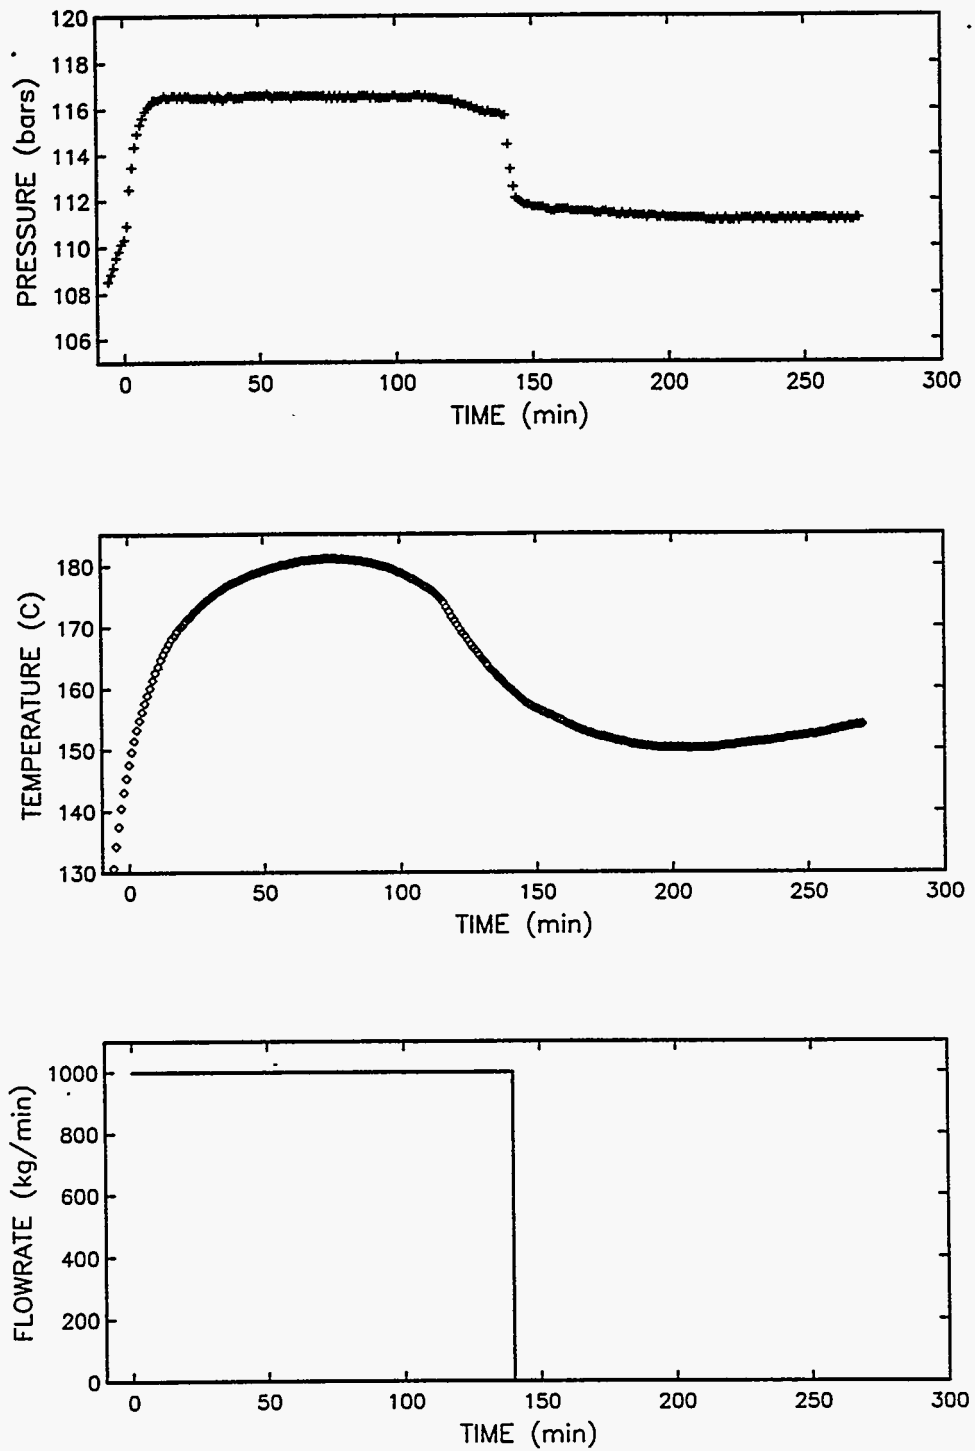 120
118
116
114
112
110
108
106
PRESSURE (bars)
0 50 100 150 200 250 300
TIME (min)
180
170
160
150
140
130
TEMPERATURE (C)
0 50 100 150 200 250 300
TIME (min)
1000
800
600
400
200
0
FLOWRATE (kg/min)
0 50 100 150 200 250 300
TIME (min)